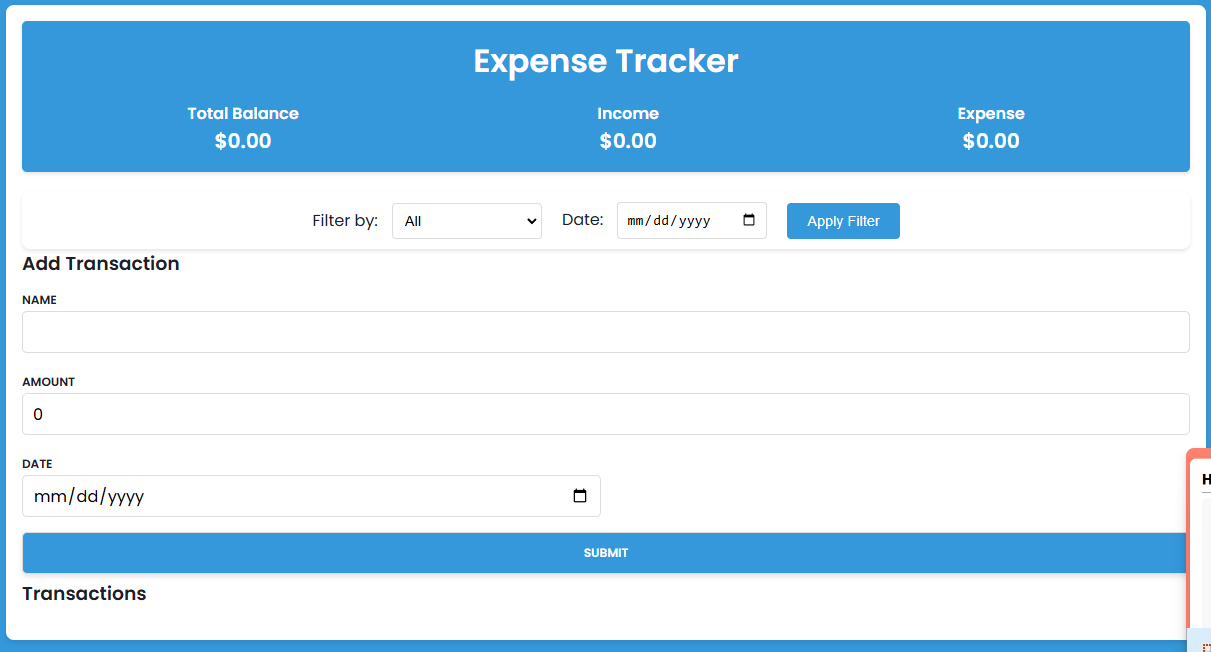 Expense Tracker
Total Balance Income Expense
$0.00 $0.00 $0.00
Filter by: All Date: mm/dd/yyyy Apply Filter
Add Transaction
NAME
AMOUNT
0
DATE
mm/dd/yyyy
SUBMIT
Transactions